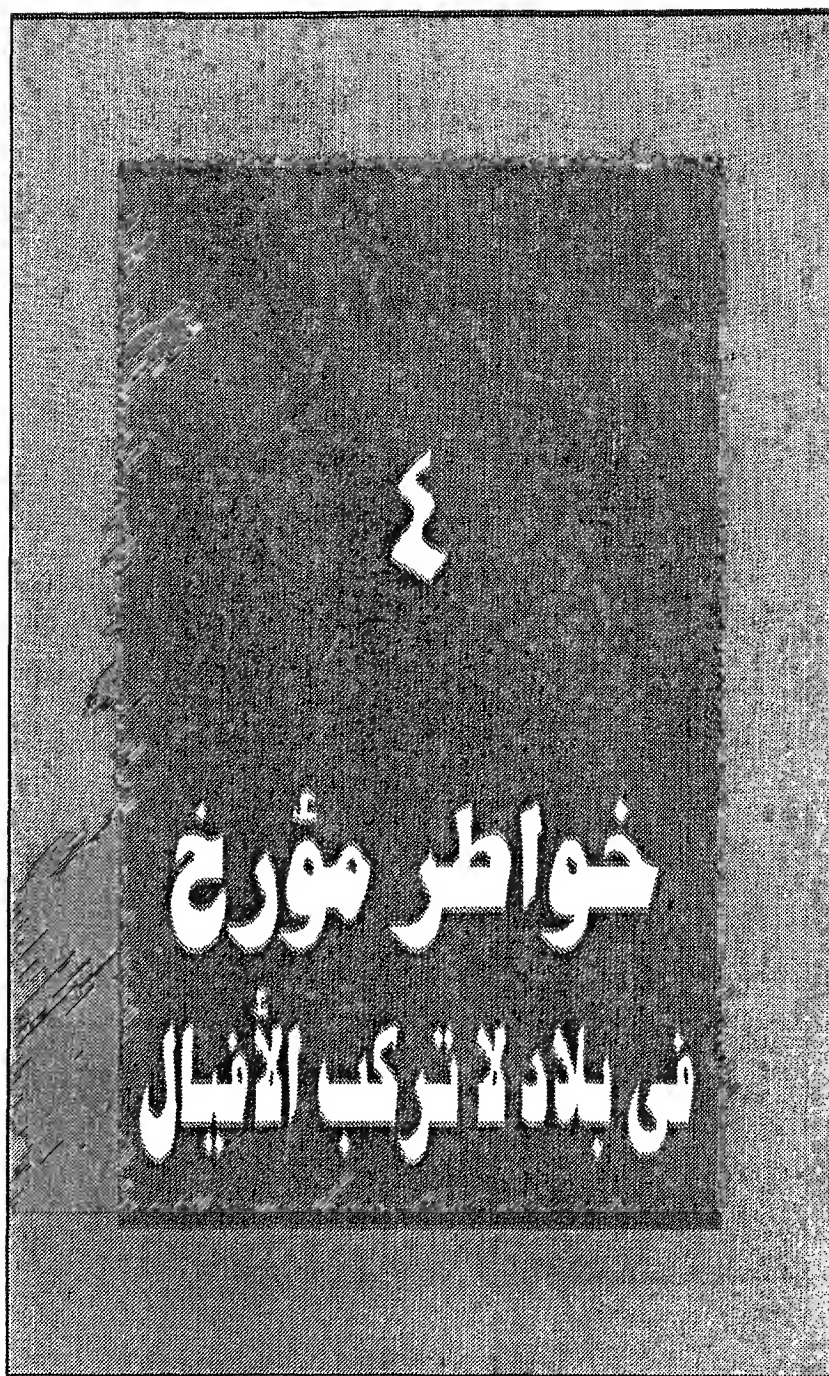 ٤
خواطر مؤرخ
فى بلاد لا تركب الأفيال